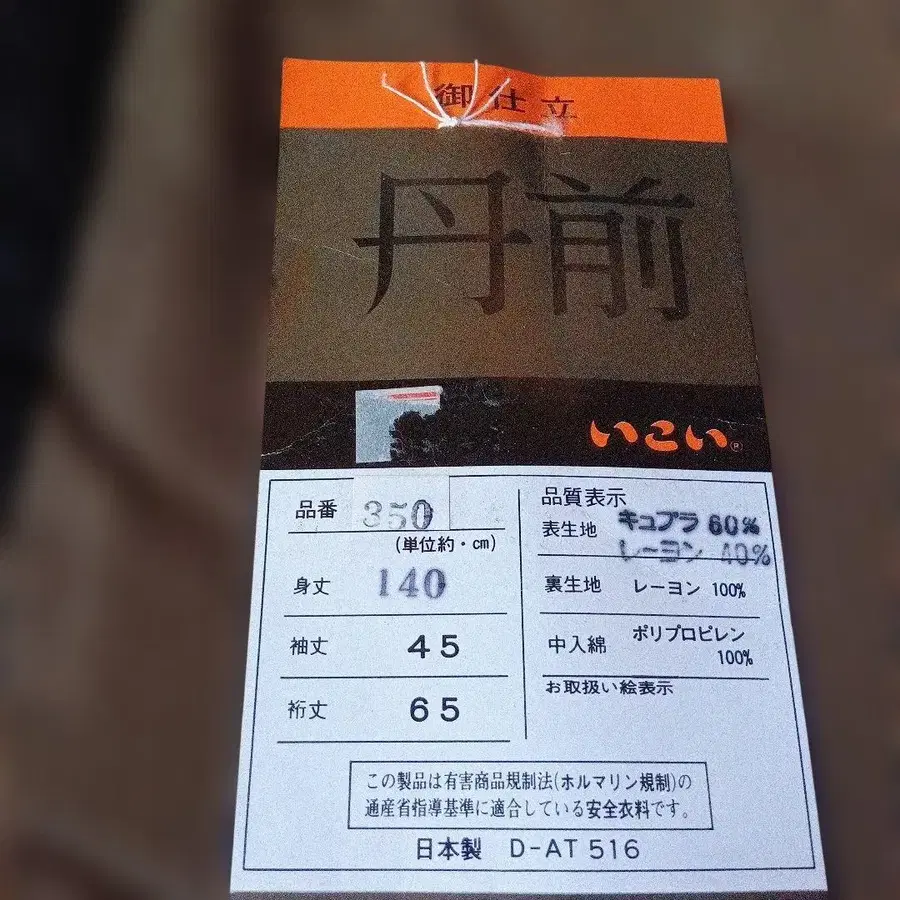 御仕立
丹前
いこい®
品番 350
(単位約・cm)
身丈 140
袖丈 45
裄丈 65
品質表示
表生地 キュプラ 60%
レーヨン 40%
裏生地 レーヨン 100%
中入綿 ポリプロピレン
100%
お取扱い絵表示
この製品は有害商品規制法(ホルマリン規制)の
通産省指導基準に適合している安全衣料です。
日本製 D-AT 516